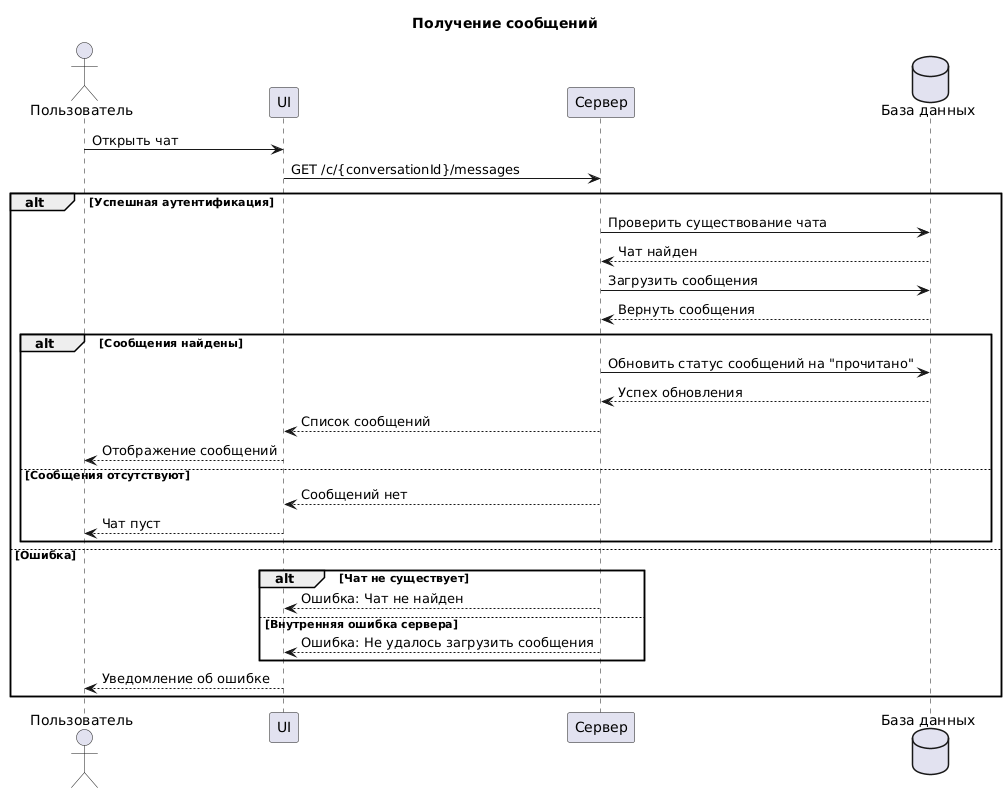 Получение сообщений
Пользователь
UI
Сервер
База данных
Открыть чат
GET /c/{conversationId}/messages
alt [Успешная аутентификация]
Проверить существование чата
Чат найден
Загрузить сообщения
Вернуть сообщения
alt [Сообщения найдены]
Обновить статус сообщений на "прочитано"
Успех обновления
Список сообщений
Отображение сообщений
[Сообщения отсутствуют]
Сообщений нет
Чат пуст
[Ошибка]
alt [Чат не существует]
Ошибка: Чат не найден
[Внутренняя ошибка сервера]
Ошибка: Не удалось загрузить сообщения
Уведомление об ошибке
Пользователь
UI
Сервер
База данных